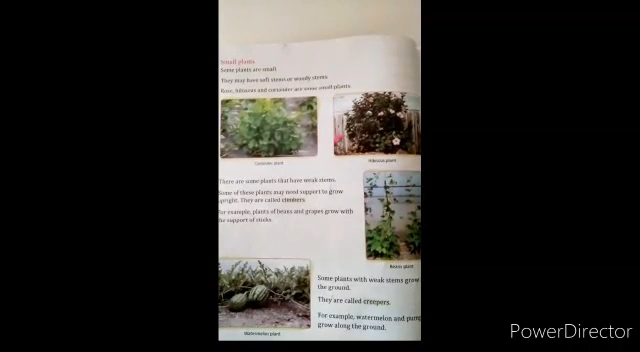 Small plants
Some plants are small.
They may have soft stems or woody stems.
Rose, hibiscus and coriander are some small plants.
Coriander plant
Hibiscus plant
There are some plants that have weak stems.
Some of these plants may need support to grow
upright. They are called climbers.
For example, plants of beans and grapes grow with
he support of sticks.
Beans plant
Some plants with weak stems grow
the ground.
They are called creepers.
For example, watermelon and pump
grow along the ground.
Watermelon plant
PowerDirector